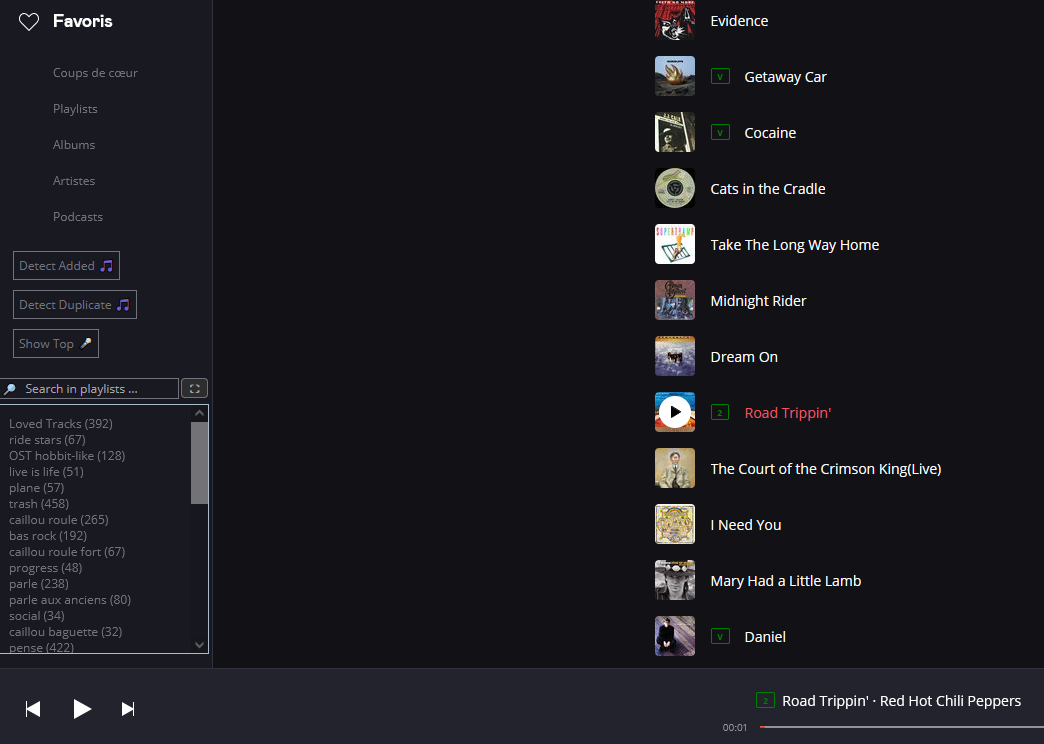 Favoris
Coups de cœur
Playlists
Albums
Artistes
Podcasts
Detect Added
Detect Duplicate
Show Top
Search in playlists ...
Loved Tracks (392)
ride stars (67)
OST hobbit-like (128)
live is life (51)
plane (57)
trash (458)
caillou roule (265)
bas rock (192)
caillou roule fort (67)
progress (48)
parle (238)
parle aux anciens (80)
social (34)
caillou baguette (32)
pense (422)
Evidence
V Getaway Car
V Cocaine
Cats in the Cradle
SUPERTRAMP
Take The Long Way Home
Midnight Rider
Dream On
2 Road Trippin'
The Court of the Crimson King(Live)
I Need You
Mary Had a Little Lamb
V Daniel
2 Road Trippin' · Red Hot Chili Peppers
00:01